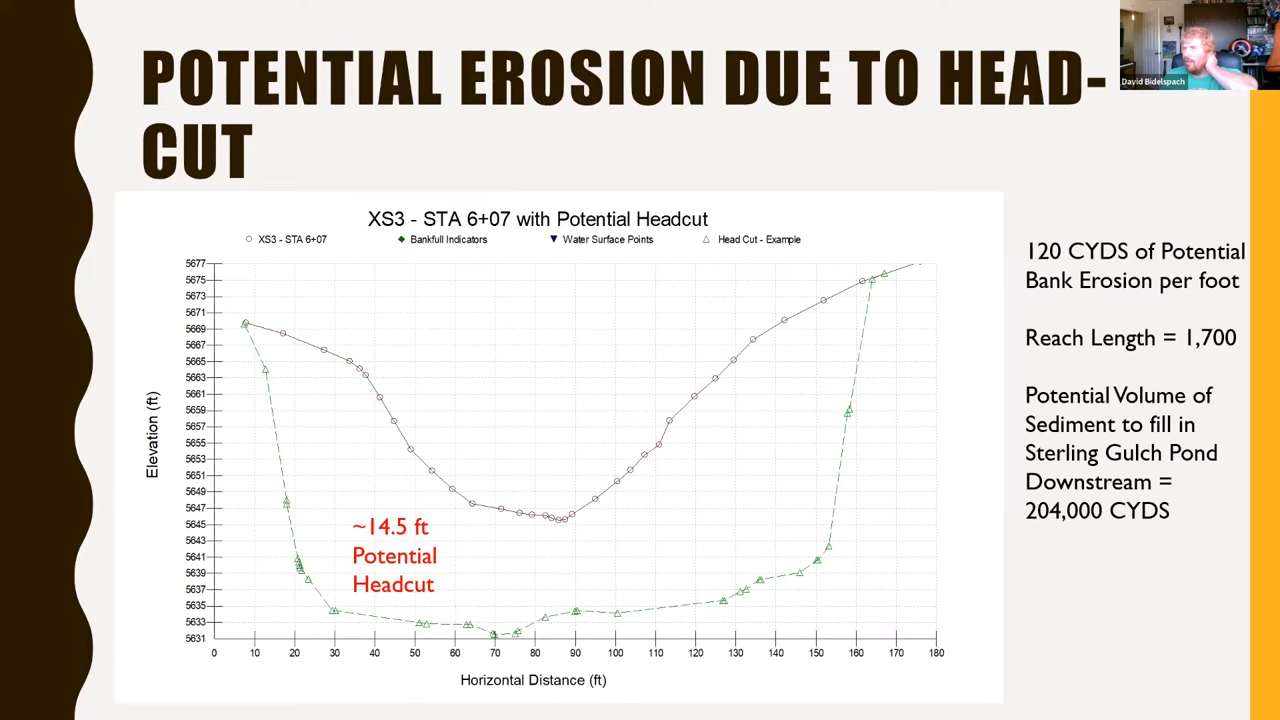 POTENTIAL EROSION DUE TO HEAD-
CUT
David Bidelspach
XS3 - STA 6+07 with Potential Headcut
XS3 - STA 6+07
Bankfull Indicators
Water Surface Points
Head Cut - Example
5677
5675
5673
5671
5669
5667
5665
5663
5661
5659
5657
5655
5653
5651
5649
5647
5645
5643
5641
5639
5637
5635
5633
5631
Elevation (ft)
~14.5 ft
Potential
Headcut
0 10 20 30 40 50 60 70 80 90 100 110 120 130 140 150 160 170 180
Horizontal Distance (ft)
120 CYDS of Potential
Bank Erosion per foot
Reach Length = 1,700
Potential Volume of
Sediment to fill in
Sterling Gulch Pond
Downstream =
204,000 CYDS